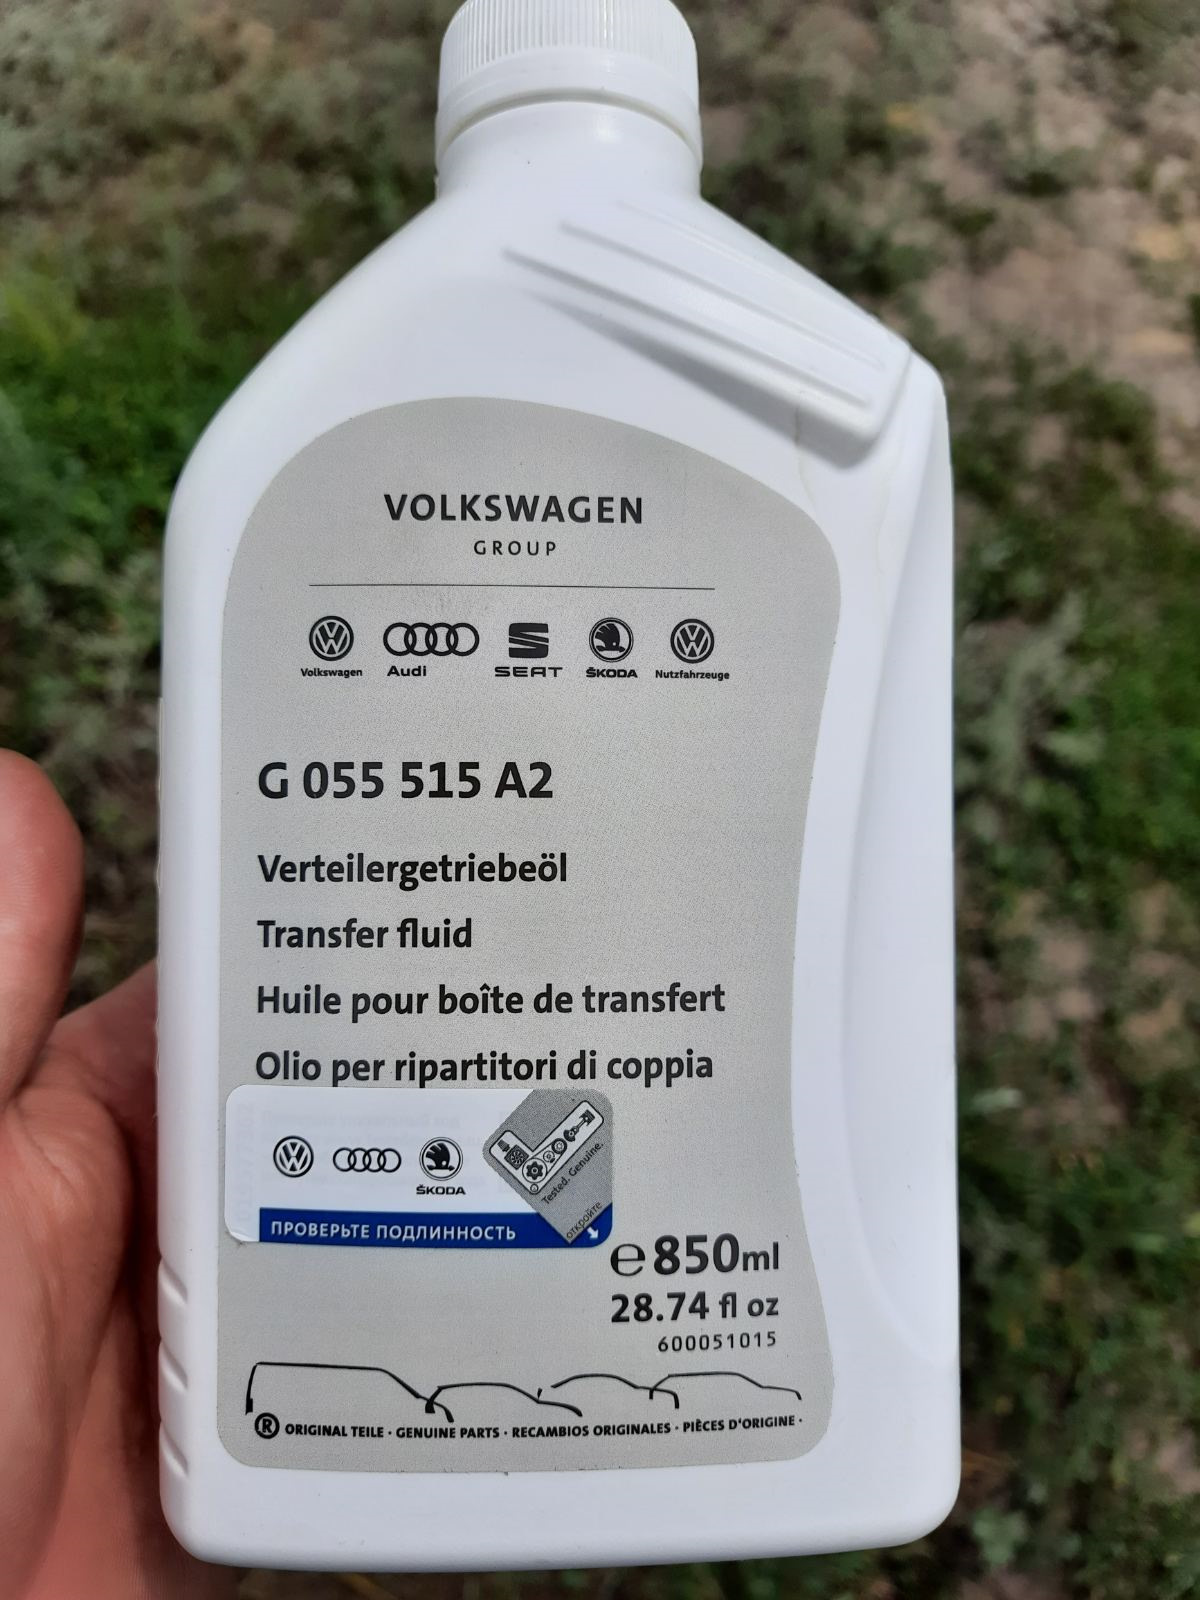 VOLKSWAGEN
GROUP
Volkswagen Audi SEAT ŠKODA Nutzfahrzeuge
G 055 515 A2
Verteilergetriebeöl
Transfer fluid
Huile pour boîte de transfert
Olio per ripartitori di coppia
ŠKODA
Tested. Genuine.
откройте
ПРОВЕРЬТЕ ПОДЛИННОСТЬ
e850ml
28.74 fl oz
600051015
® ORIGINAL TEILE · GENUINE PARTS · RECAMBIOS ORIGINALES · PIÈCES D'ORIGINE ·